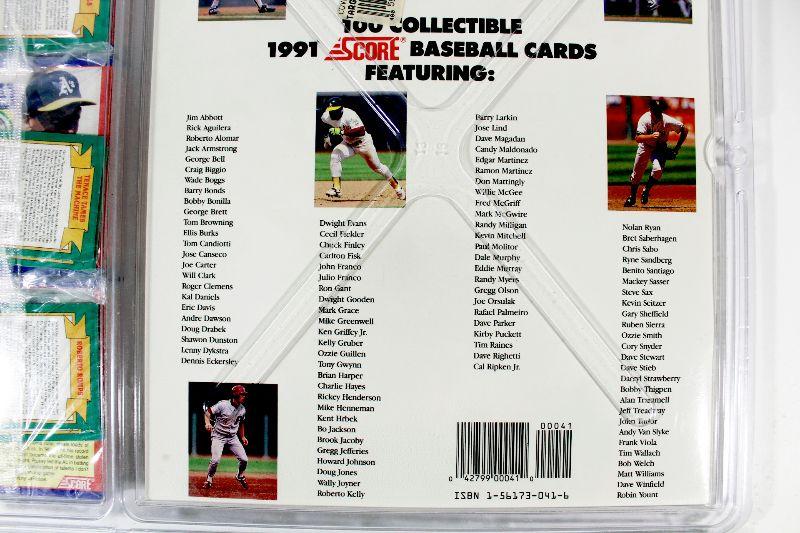 100 COLLECTIBLE
1991 SCORE® BASEBALL CARDS
FEATURING:
Jim Abbott
Rick Aguilera
Roberto Alomar
Jack Armstrong
George Bell
Craig Biggio
Wade Boggs
Barry Bonds
Bobby Bonilla
George Brett
Tom Browning
Ellis Burks
Tom Candiotti
Jose Canseco
Joe Carter
Will Clark
Roger Clemens
Kal Daniels
Eric Davis
Andre Dawson
Doug Drabek
Shawon Dunston
Lenny Dykstra
Dennis Eckersley
Dwight Evans
Cecil Fielder
Chuck Finley
Carlton Fisk
John Franco
Julio Franco
Ron Gant
Dwight Gooden
Mark Grace
Mike Greenwell
Ken Griffey Jr.
Kelly Gruber
Ozzie Guillen
Tony Gwynn
Brian Harper
Charlie Hayes
Rickey Henderson
Mike Henneman
Kent Hrbek
Bo Jackson
Brook Jacoby
Gregg Jefferies
Howard Johnson
Doug Jones
Wally Joyner
Roberto Kelly
Barry Larkin
Jose Lind
Dave Magadan
Candy Maldonado
Edgar Martinez
Ramon Martinez
Don Mattingly
Willie McGee
Fred McGriff
Mark McGwire
Randy Milligan
Kevin Mitchell
Paul Molitor
Dale Murphy
Eddie Murray
Randy Myers
Gregg Olson
Joe Orsulak
Rafael Palmeiro
Dave Parker
Kirby Puckett
Tim Raines
Dave Righetti
Cal Ripken Jr.
Nolan Ryan
Bret Saberhagen
Chris Sabo
Ryne Sandberg
Benito Santiago
Mackey Sasser
Steve Sax
Kevin Seitzer
Gary Sheffield
Ruben Sierra
Ozzie Smith
Cory Snyder
Dave Stewart
Dave Stieb
Darryl Strawberry
Bobby Thigpen
Alan Trammell
Jeff Treadway
John Tudor
Andy Van Slyke
Frank Viola
Tim Wallach
Bob Welch
Matt Williams
Dave Winfield
Robin Yount
00041
0 42799 00041 0
ISBN 1-56173-041-6
A's
TENACE TAMES
THE MACHINE
SCORE